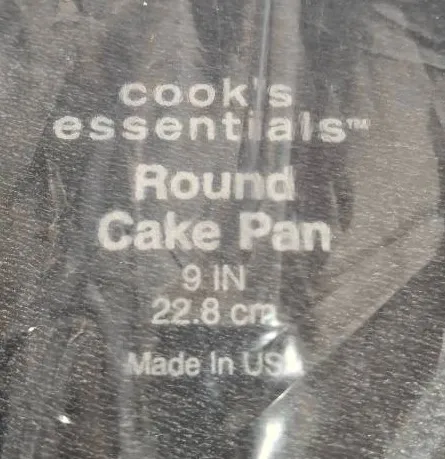 cook's
essentials™
Round
Cake Pan
9 IN
22.8 cm
Made In USA